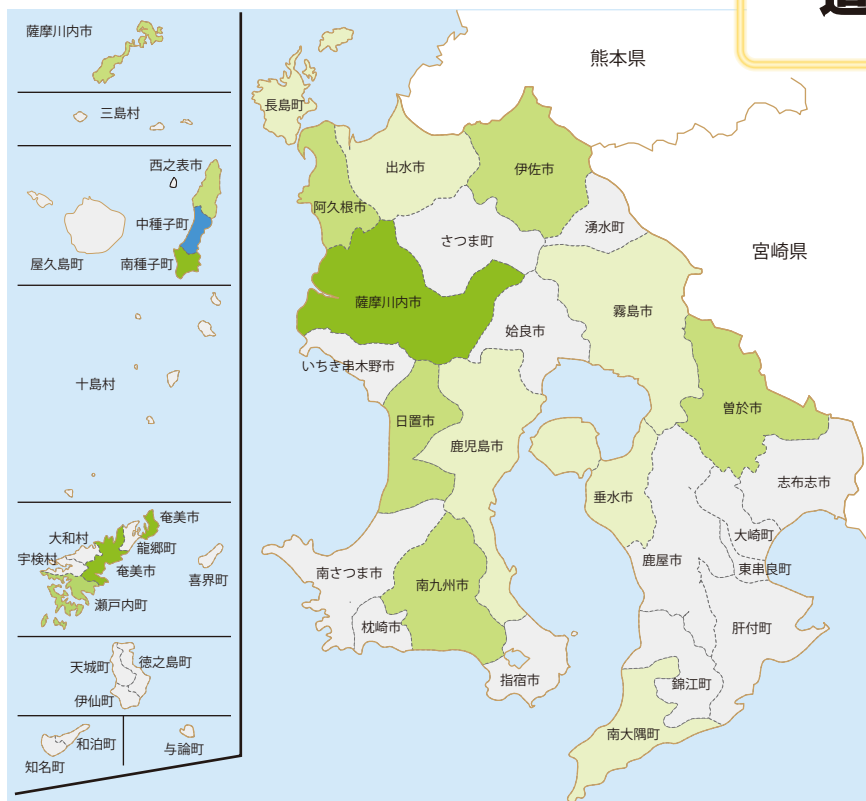 薩摩川内市
三島村
西之表市
中種子町
屋久島町
南種子町
十島村
奄美市
大和村
龍郷町
宇検村
奄美市
喜界町
瀬戸内町
天城町
徳之島町
伊仙町
和泊町
知名町
与論町
熊本県
宮崎県
長島町
出水市
伊佐市
阿久根市
さつま町
湧水町
薩摩川内市
姶良市
霧島市
いちき串木野市
日置市
鹿児島市
曽於市
垂水市
志布志市
大崎町
東串良町
鹿屋市
南さつま市
南九州市
枕崎市
指宿市
肝付町
錦江町
南大隅町